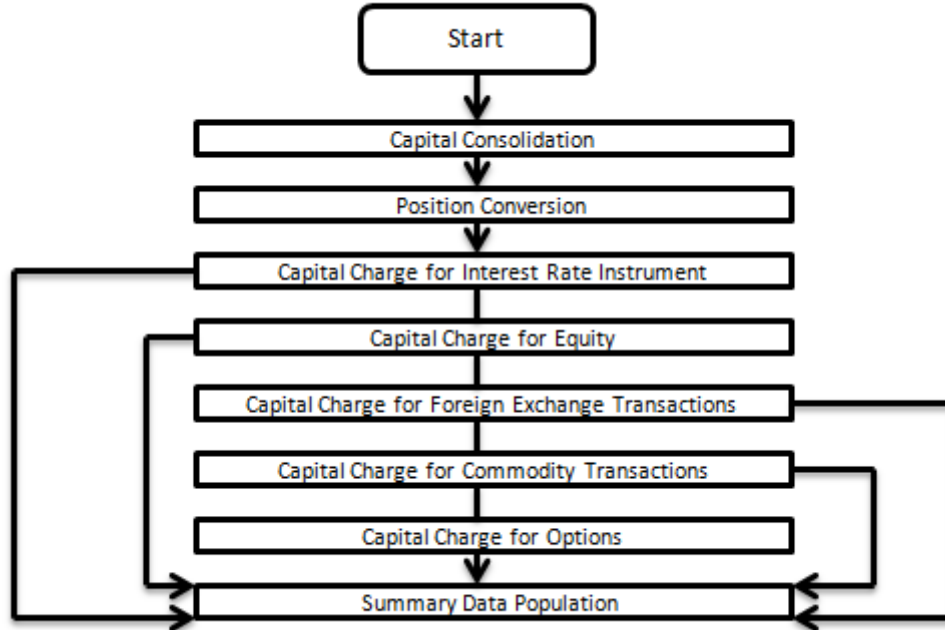 Start
Capital Consolidation
Position Conversion
Capital Charge for Interest Rate Instrument
Capital Charge for Equity
Capital Charge for Foreign Exchange Transactions
Capital Charge for Commodity Transactions
Capital Charge for Options
Summary Data Population